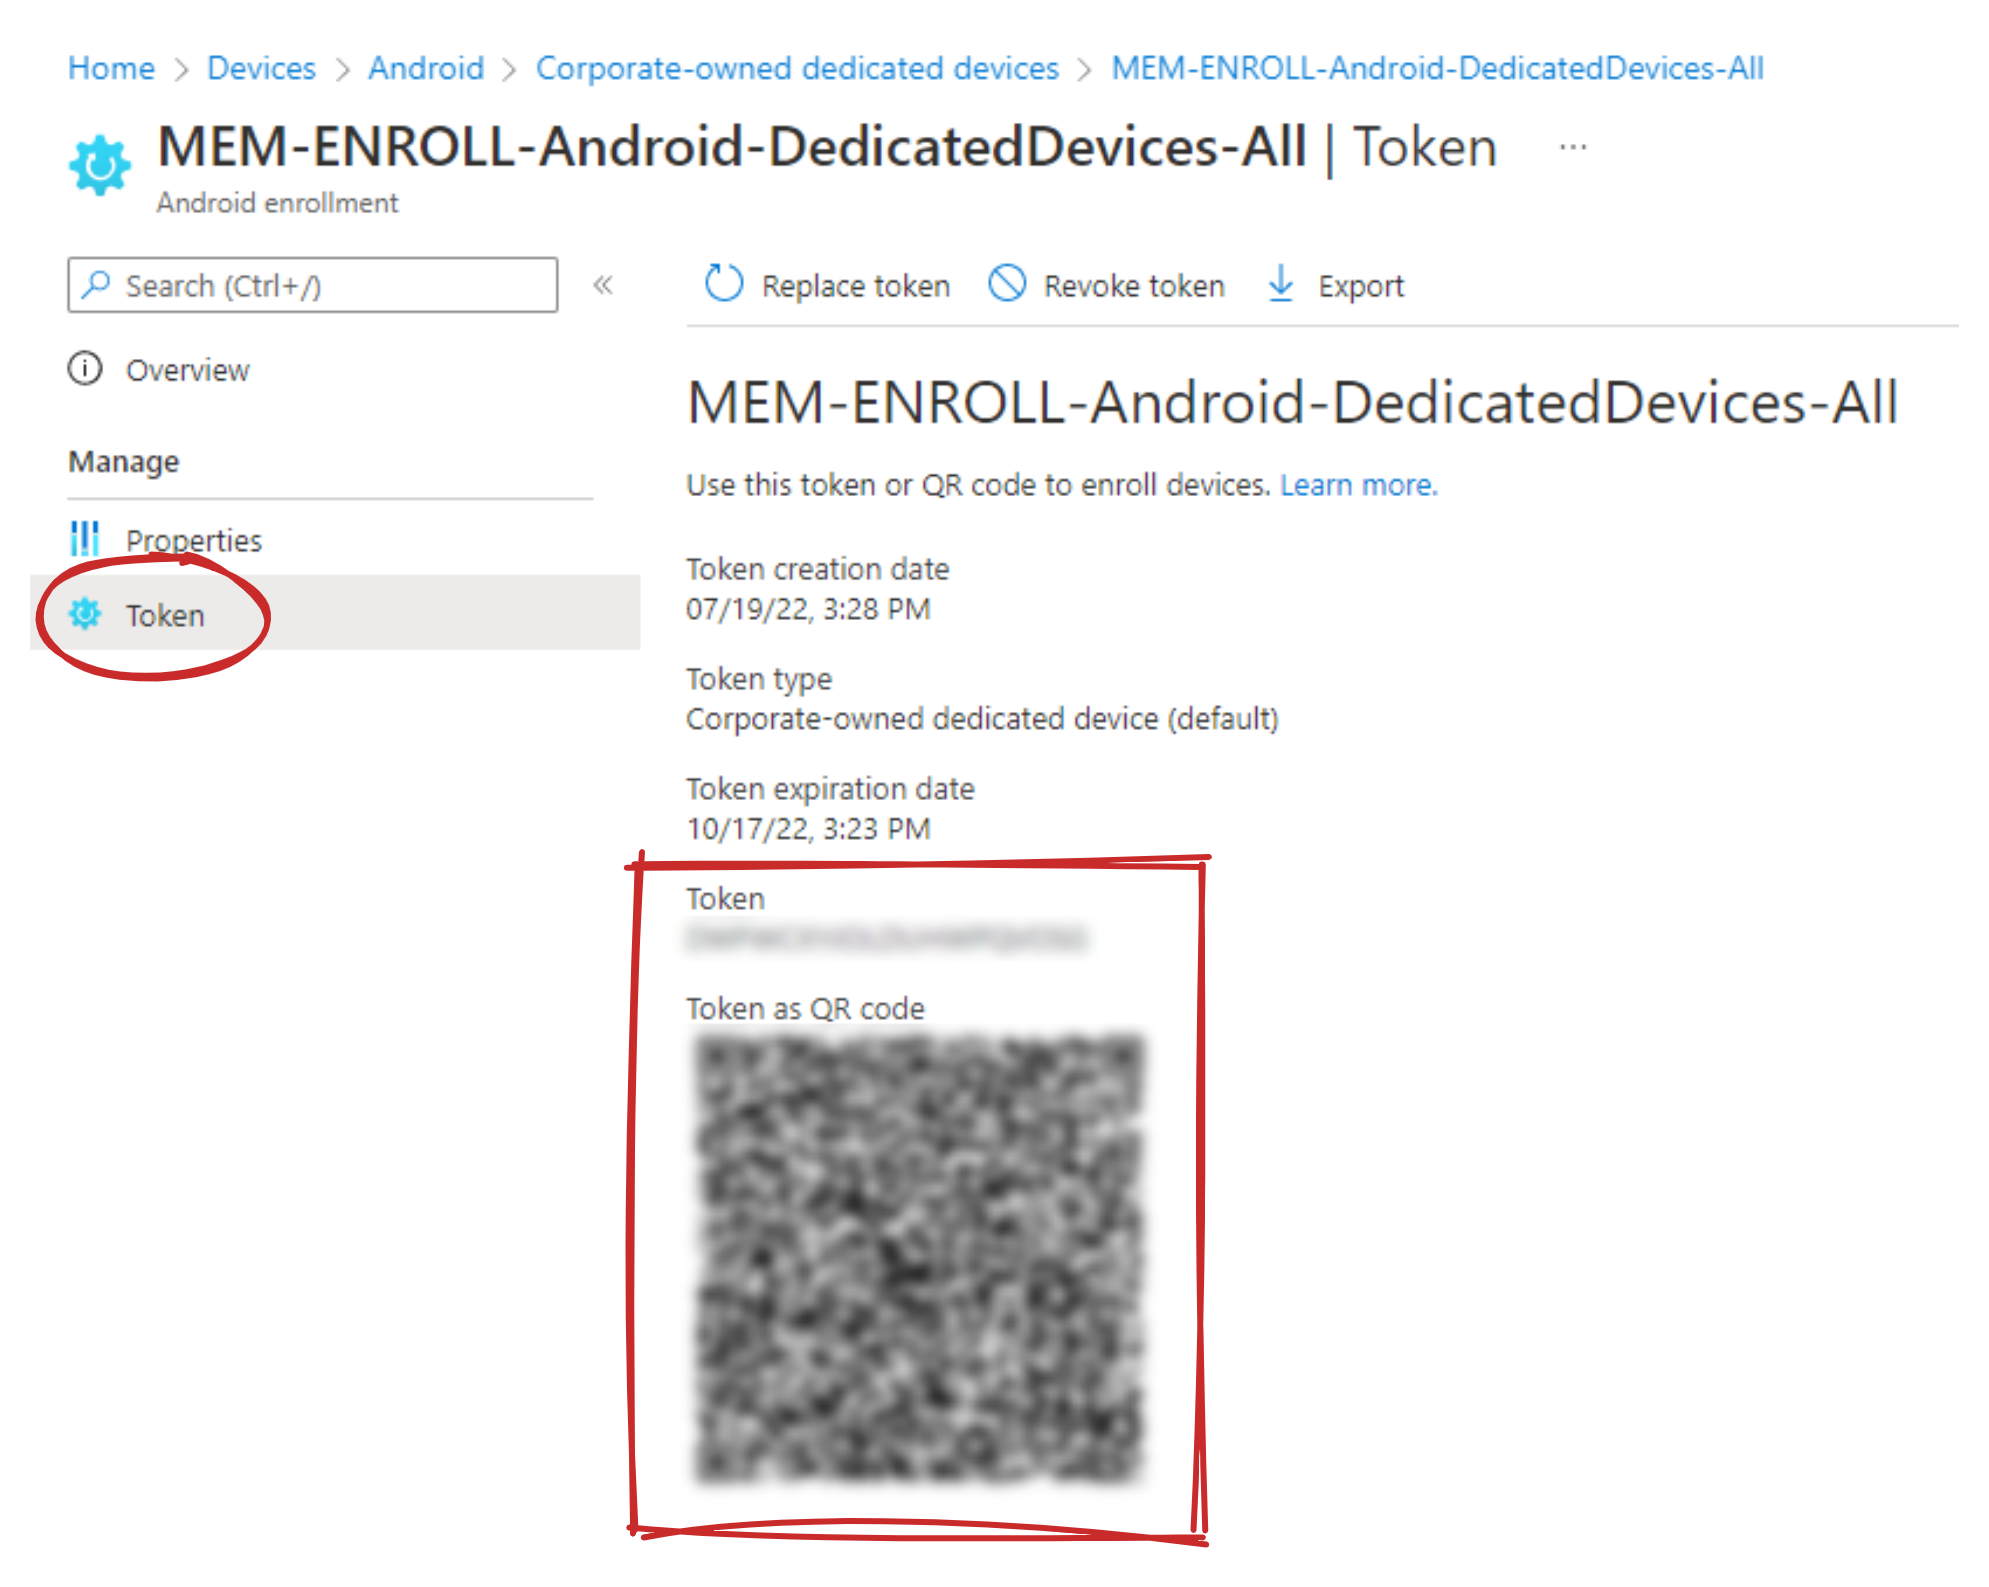 Home > Devices > Android > Corporate-owned dedicated devices > MEM-ENROLL-Android-DedicatedDevices-All
MEM-ENROLL-Android-DedicatedDevices-All | Token ...
Android enrollment
Search (Ctrl+/)
«
Replace token
Revoke token
Export
Overview
Manage
Properties
Token
MEM-ENROLL-Android-DedicatedDevices-All
Use this token or QR code to enroll devices. Learn more.
Token creation date
07/19/22, 3:28 PM
Token type
Corporate-owned dedicated device (default)
Token expiration date
10/17/22, 3:23 PM
Token
Token as QR code